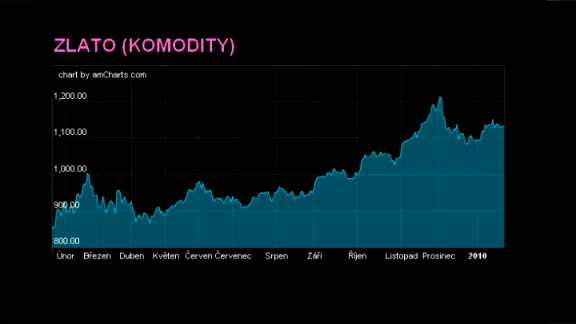 ZLATO (KOMODITY)
chart by amCharts.com
1,200.00
1,100.00
1,000.00
900.00
800.00
Únor Březen Duben Květen Červen Červenec Srpen Září Říjen Listopad Prosinec 2010